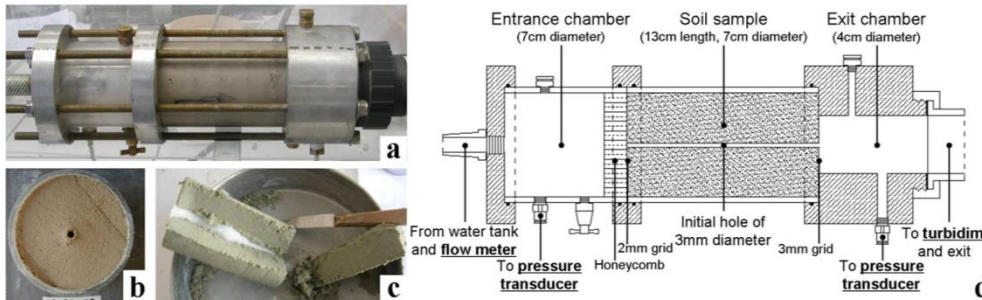 a
b
c
Entrance chamber
(7cm diameter)
Soil sample
(13cm length, 7cm diameter)
Exit chamber
(4cm diameter)
From water tank
and flow meter
To pressure
transducer
Honeycomb
2mm grid
Initial hole of
3mm diameter
3mm grid
To pressure
transducer
To turbidim
and exit